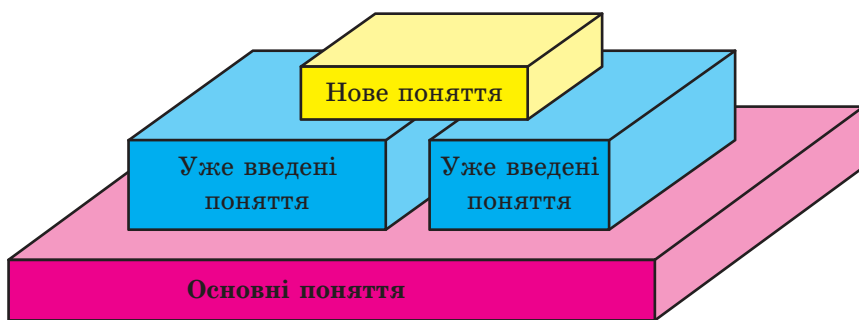 Нове поняття
Уже введені
поняття
Уже введені
поняття
Основні поняття